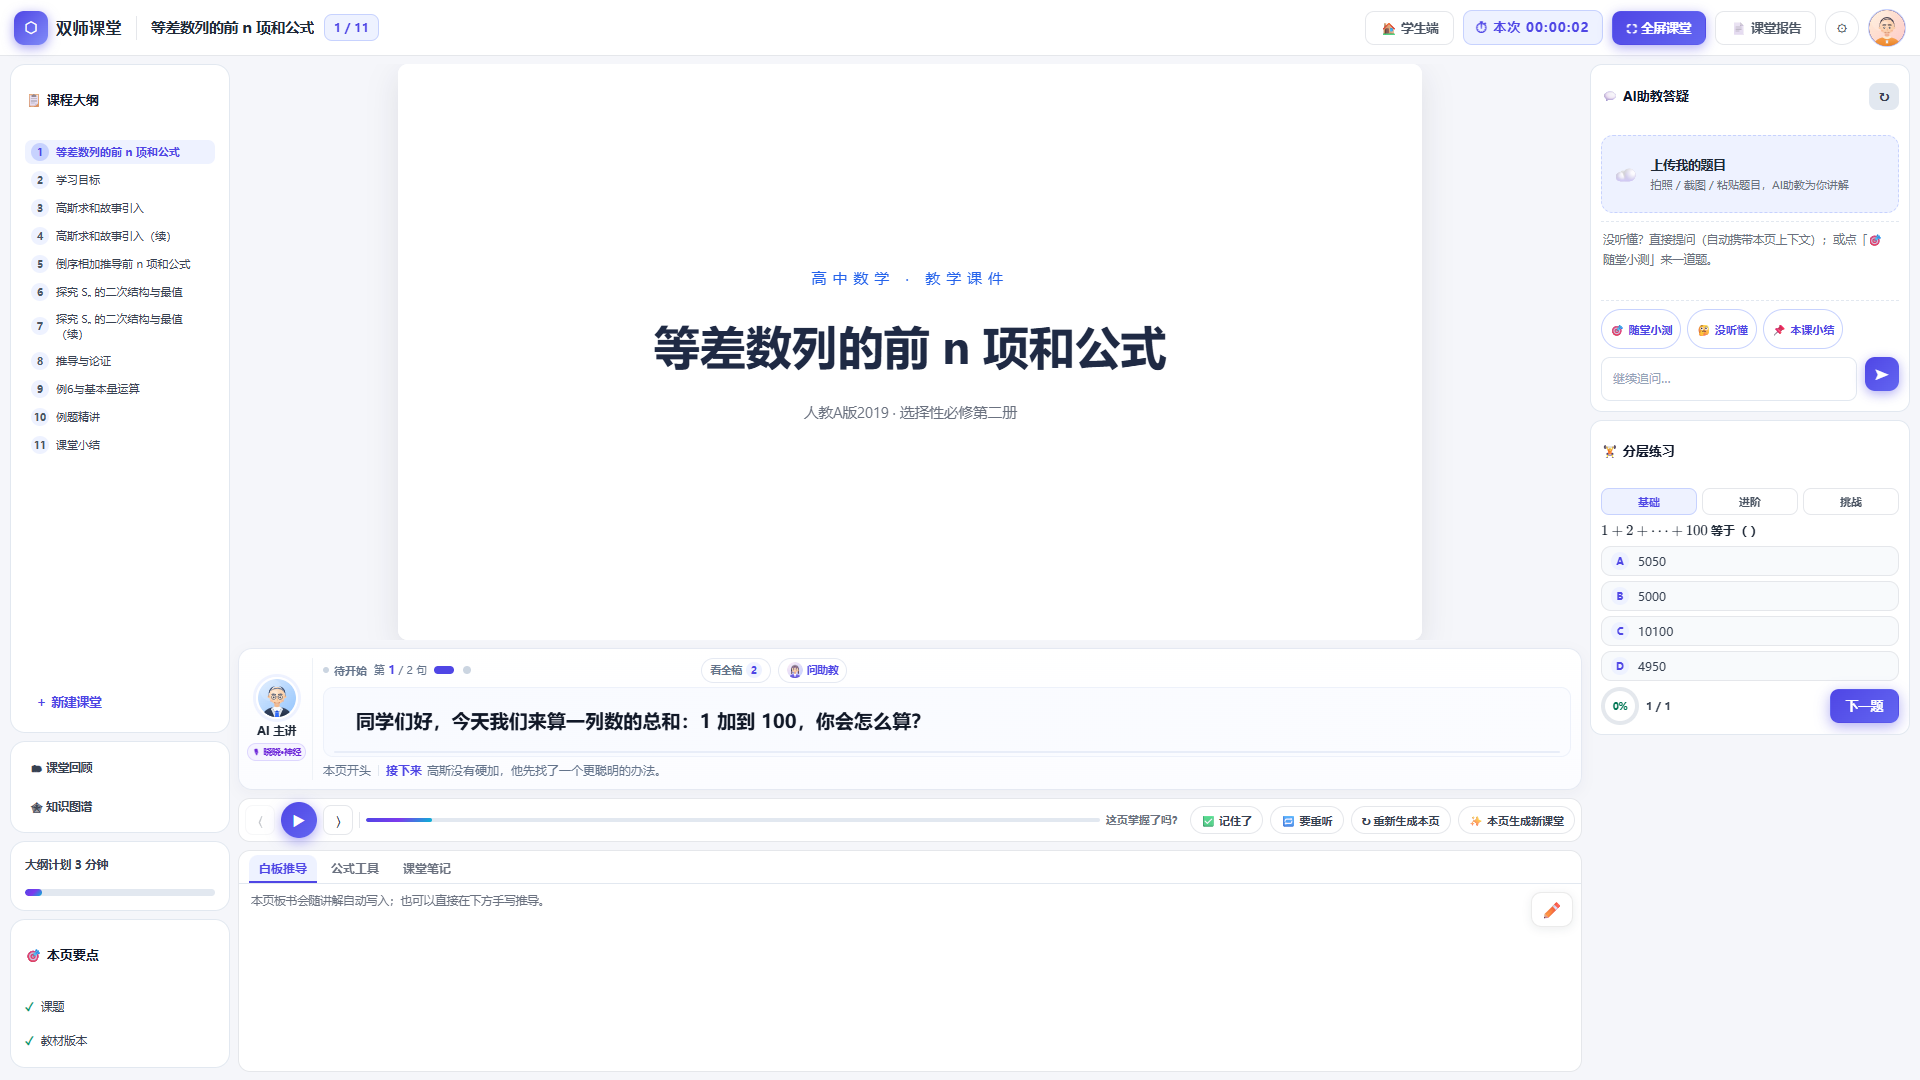 双师课堂
等差数列的前 n 项和公式
1 / 11
学生端
本次 00:00:02
全屏课堂
课堂报告
课程大纲
1 等差数列的前 n 项和公式
2 学习目标
3 高斯求和故事引入
4 高斯求和故事引入（续）
5 倒序相加推导前 n 项和公式
6 探究 Sₙ 的二次结构与最值
7 探究 Sₙ 的二次结构与最值
（续）
8 推导与论证
9 例6与基本量运算
10 例题精讲
11 课堂小结
+ 新建课堂
课堂回顾
知识图谱
大纲计划 3 分钟
本页要点
✓ 课题
✓ 教材版本
高中数学 · 教学课件
等差数列的前 n 项和公式
人教A版2019 · 选择性必修第二册
AI 主讲
晓晓·神经
待开始 第 1 / 2 句
看全稿 2
问助教
同学们好，今天我们来算一列数的总和：1 加到 100，你会怎么算？
本页开头 接下来 高斯没有硬加，他先找了一个更聪明的办法。
这页掌握了吗？
记住了
要重听
↻ 重新生成本页
本页生成新课堂
白板推导
公式工具
课堂笔记
本页板书会随讲解自动写入；也可以直接在下方手写推导。
AI助教答疑
上传我的题目
拍照 / 截图 / 粘贴题目，AI助教为你讲解
没听懂？直接提问（自动携带本页上下文）；或点「🎯
随堂小测」来一道题。
随堂小测
没听懂
本课小结
继续追问...
分层练习
基础
进阶
挑战
1 + 2 + · · · + 100 等于（ ）
A 5050
B 5000
C 10100
D 4950
0%
1 / 1
下一题